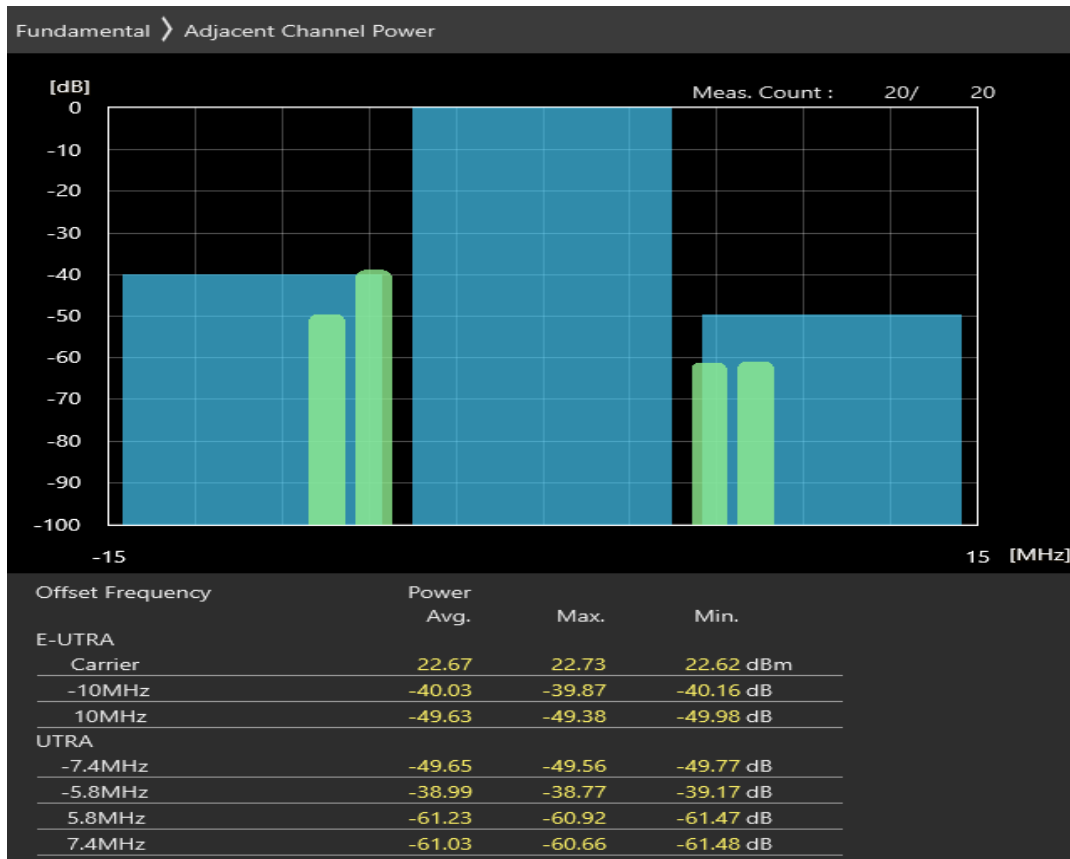 Fundamental 〉 Adjacent Channel Power
[dB]
Meas. Count : 20/ 20
0
-10
-20
-30
-40
-50
-60
-70
-80
-90
-100
-15 15 [MHz]
Offset Frequency Power
Avg. Max. Min.
E-UTRA
Carrier 22.67 22.73 22.62 dBm
-10MHz -40.03 -39.87 -40.16 dB
10MHz -49.63 -49.38 -49.98 dB
UTRA
-7.4MHz -49.65 -49.56 -49.77 dB
-5.8MHz -38.99 -38.77 -39.17 dB
5.8MHz -61.23 -60.92 -61.47 dB
7.4MHz -61.03 -60.66 -61.48 dB